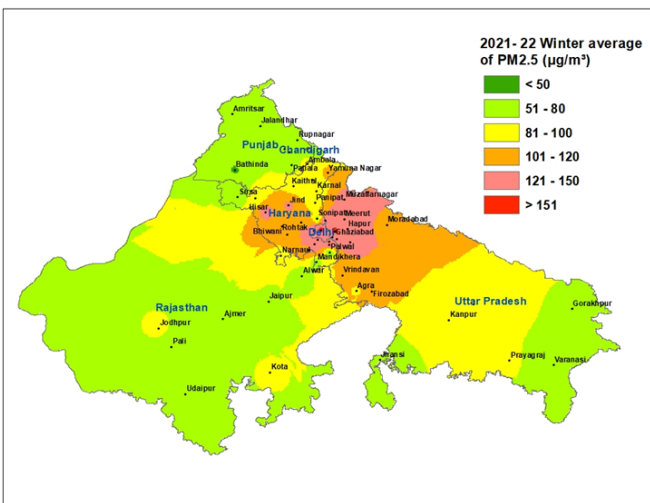 2021- 22 Winter average
of PM2.5 (µg/m³)
< 50
51 - 80
81 - 100
101 - 120
121 - 150
> 151
Amritsar
Jalandhar
Rupnagar
Punjab
Chandigarh
Ambala
Bathinda
Patiala
Yamuna Nagar
Kaithal
Karnal
Sirsa
Panipat
Muzaffarnagar
Hisar
Jind
Haryana
Sonipat
Meerut
Moradabad
Rohtak
Hapur
Bhiwani
Delhi
Ghaziabad
Narnaul
Palwal
Mandikhera
Alwar
Vrindavan
Agra
Firozabad
Jaipur
Uttar Pradesh
Gorakhpur
Rajasthan
Ajmer
Kanpur
Jodhpur
Pali
Jhansi
Prayagraj
Varanasi
Kota
Udaipur